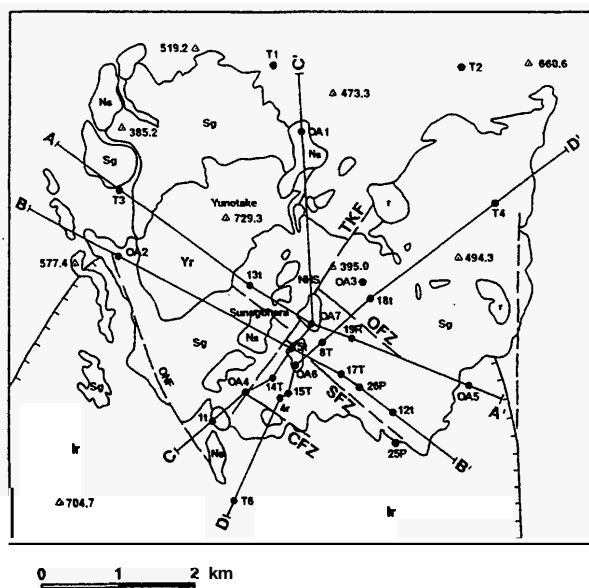 519.2
T1
T2
660.6
C'
Ns
473.3
385.2
Sg
OA1
Ns
A
Sg
D'
T3
Yunotake
729.3
r
TKF
T4
B
OA2
577.4
Yr
13t
NHS
395.0
OA3
494.3
18t
r
Sunagohara
OA7
OFZ
Sg
Sg
Ns
8T
19R
ONF
OA6
17T
26P
OA4
14T
15T
SFZ
OA5
Sg
4r
12t
A'
1t
CFZ
C
25P
B'
Ir
Ns
704.7
T6
Ir
D
0 1 2 km